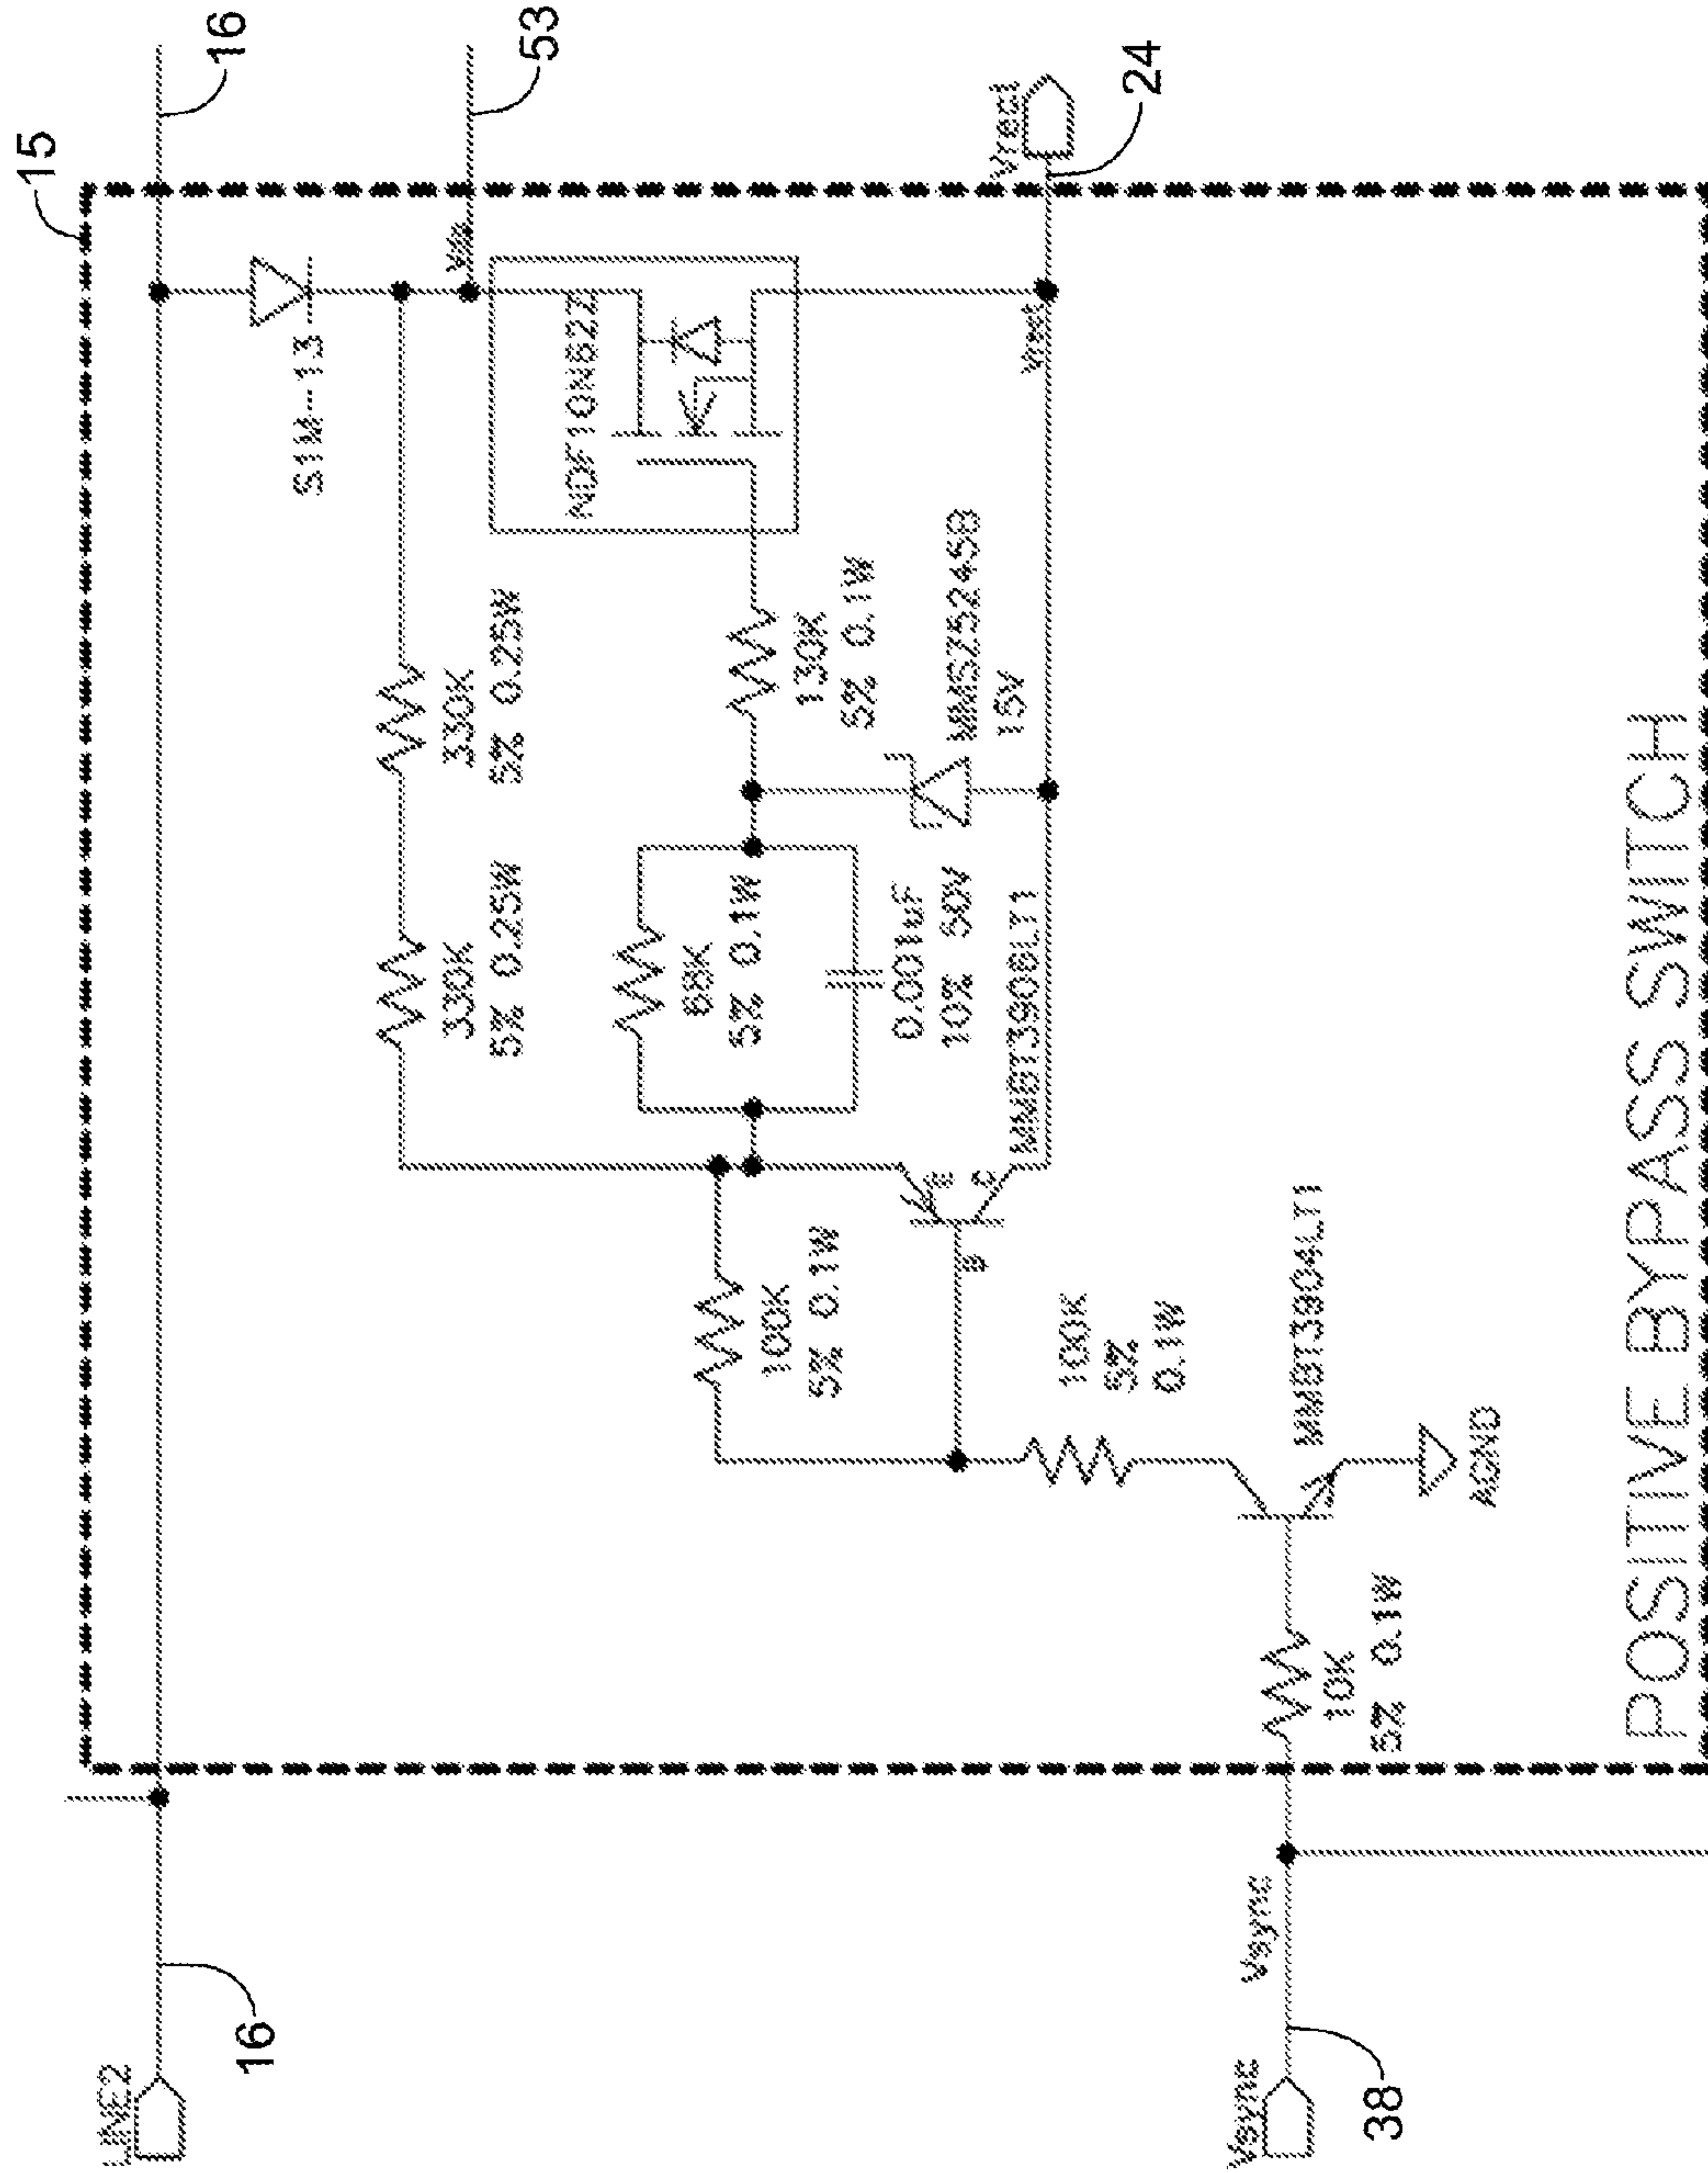 15
16
53
24
LINE2
16
S1M-13
Vin
NDF10N62Z
330K
5% 0.25W
330K
5% 0.25W
68K
5% 0.1W
0.001uF
10% 50V
130K
5% 0.1W
MMSZ5245B
15V
Vrect
Vrect
MMBT3906LT1
E
C
B
100K
5% 0.1W
100K
5%
0.1W
MMBT3904LT1
AGND
10K
5% 0.1W
Vsync
Vsync
38
POSITIVE BYPASS SWITCH